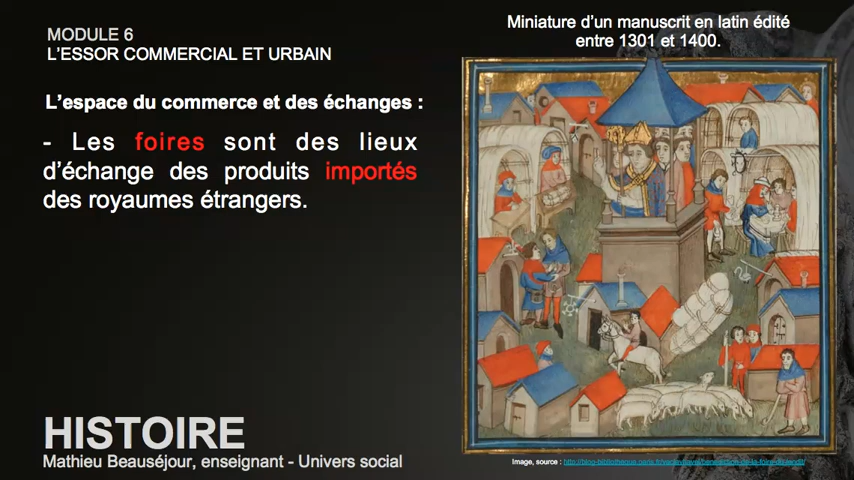 MODULE 6
L'ESSOR COMMERCIAL ET URBAIN
L'espace du commerce et des échanges :
- Les foires sont des lieux
d'échange des produits importés
des royaumes étrangers.
HISTOIRE
Mathieu Beauséjour, enseignant - Univers social
Miniature d'un manuscrit en latin édité
entre 1301 et 1400.
Image, source :